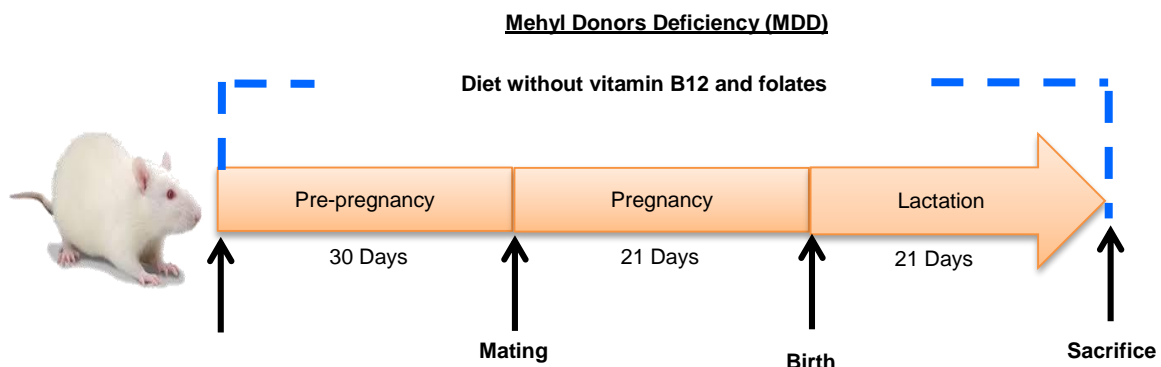 Mehyl Donors Deficiency (MDD)
Diet without vitamin B12 and folates
Pre-pregnancy
Pregnancy
Lactation
30 Days
21 Days
21 Days
Mating
Birth
Sacrifice